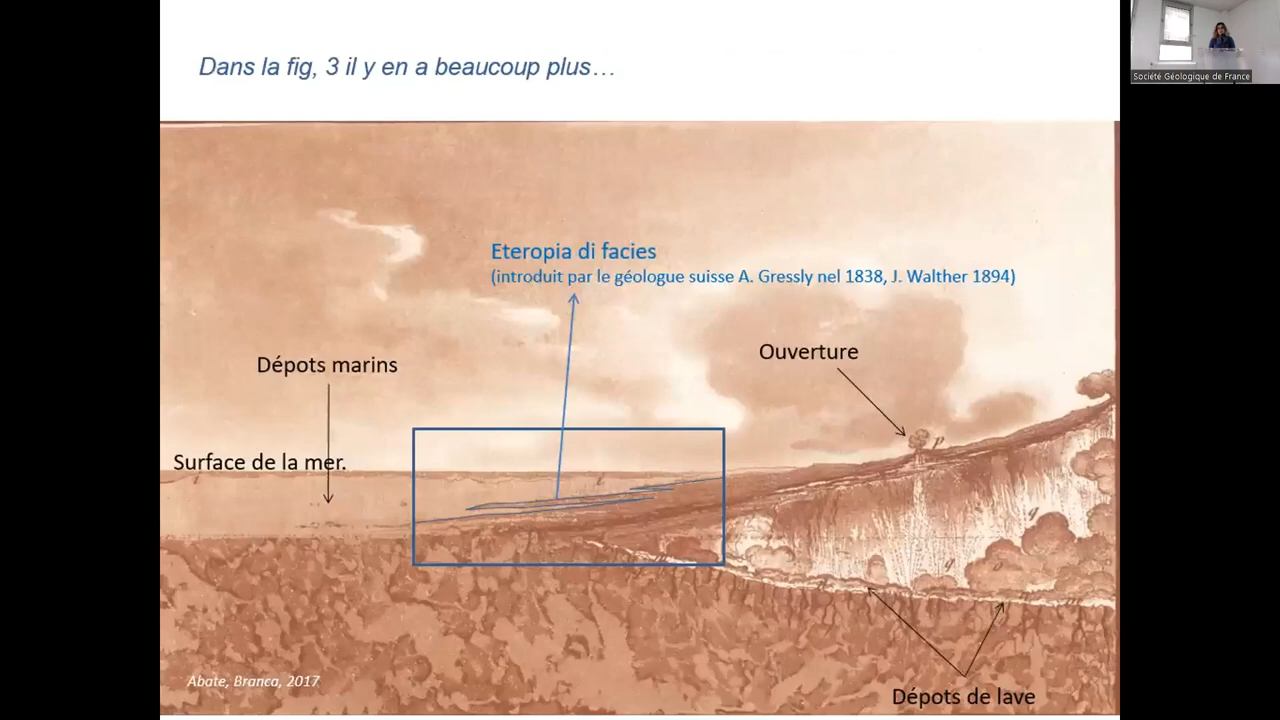 Dans la fig, 3 il y en a beaucoup plus…
Société Géologique de France
Eteropia di facies
(introduit par le géologue suisse A. Gressly nel 1838, J. Walther 1894)
Ouverture
Dépots marins
Surface de la mer.
p
q
q
Abate, Branca, 2017
Dépots de lave